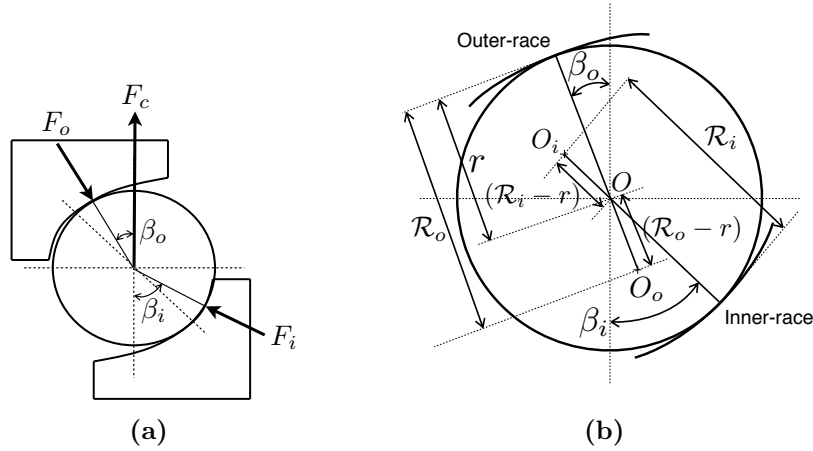 F_c
F_o
β_o
β_i
F_i
(a)
Outer-race
β_o
O_i
R_i
r
O
(R_i − r)
R_o
(R_o − r)
O_o
β_i
Inner-race
(b)